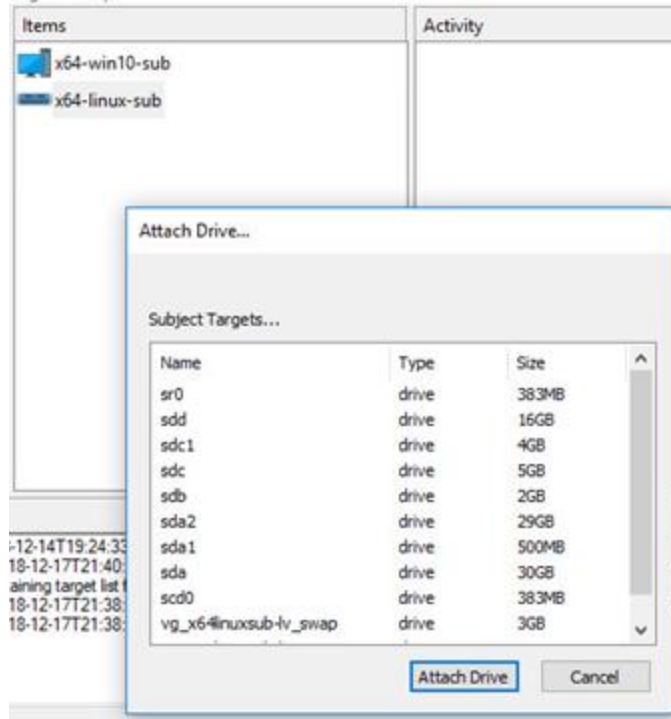 Items Activity
x64-win10-sub
x64-linux-sub
Attach Drive...
Subject Targets...
Name Type Size
sr0 drive 383MB
sdd drive 16GB
sdc1 drive 4GB
sdc drive 5GB
sdb drive 2GB
sda2 drive 29GB
sda1 drive 500MB
sda drive 30GB
scd0 drive 383MB
vg_x64linuxsub-lv_swap drive 3GB
-12-14T19:24:33
18-12-17T21:40:
aining target list f
18-12-17T21:38:
18-12-17T21:38:
Attach Drive Cancel